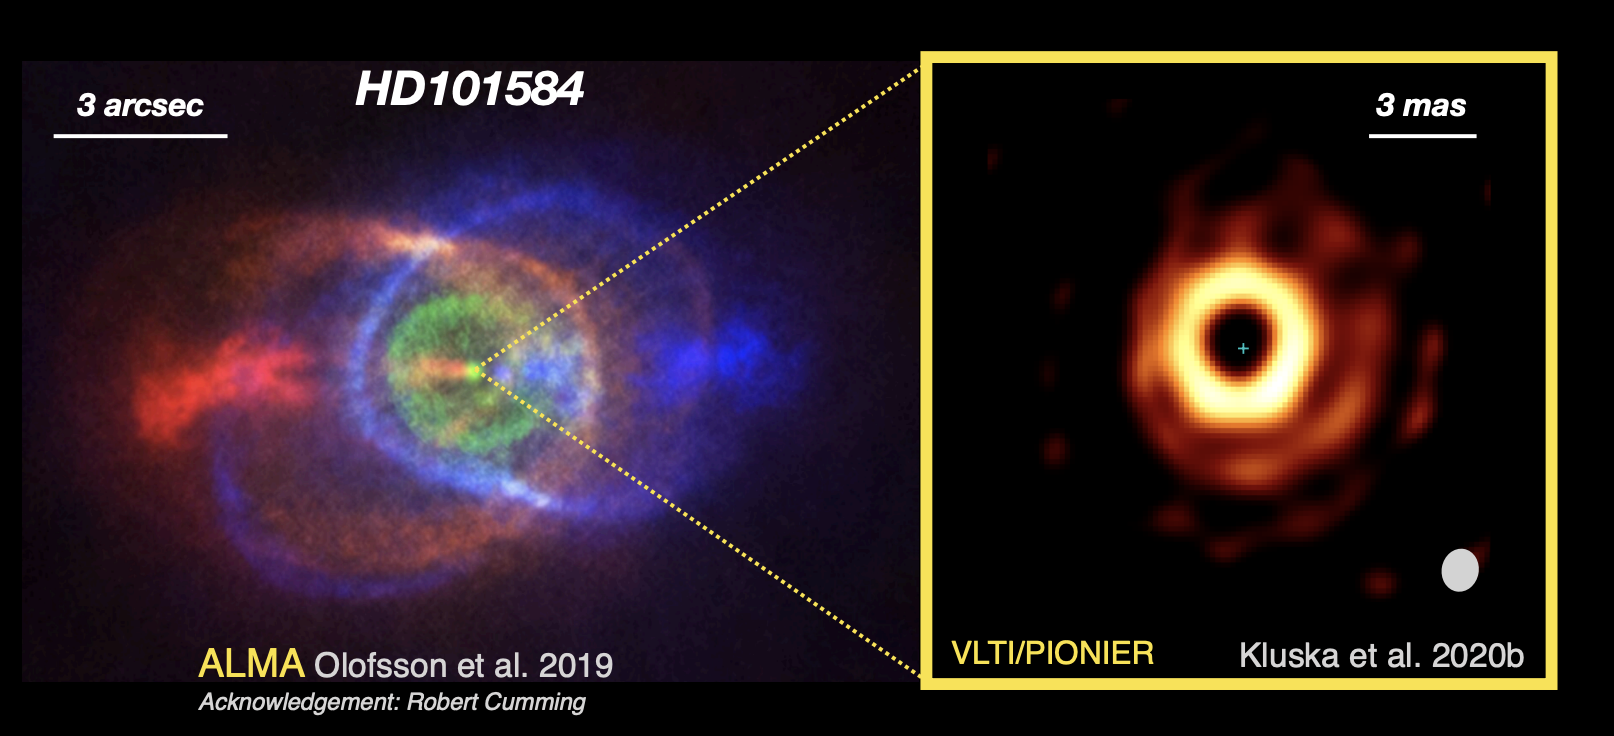 HD101584
3 arcsec
3 mas
ALMA Olofsson et al. 2019
Acknowledgement: Robert Cumming
VLTI/PIONIER
Kluska et al. 2020b